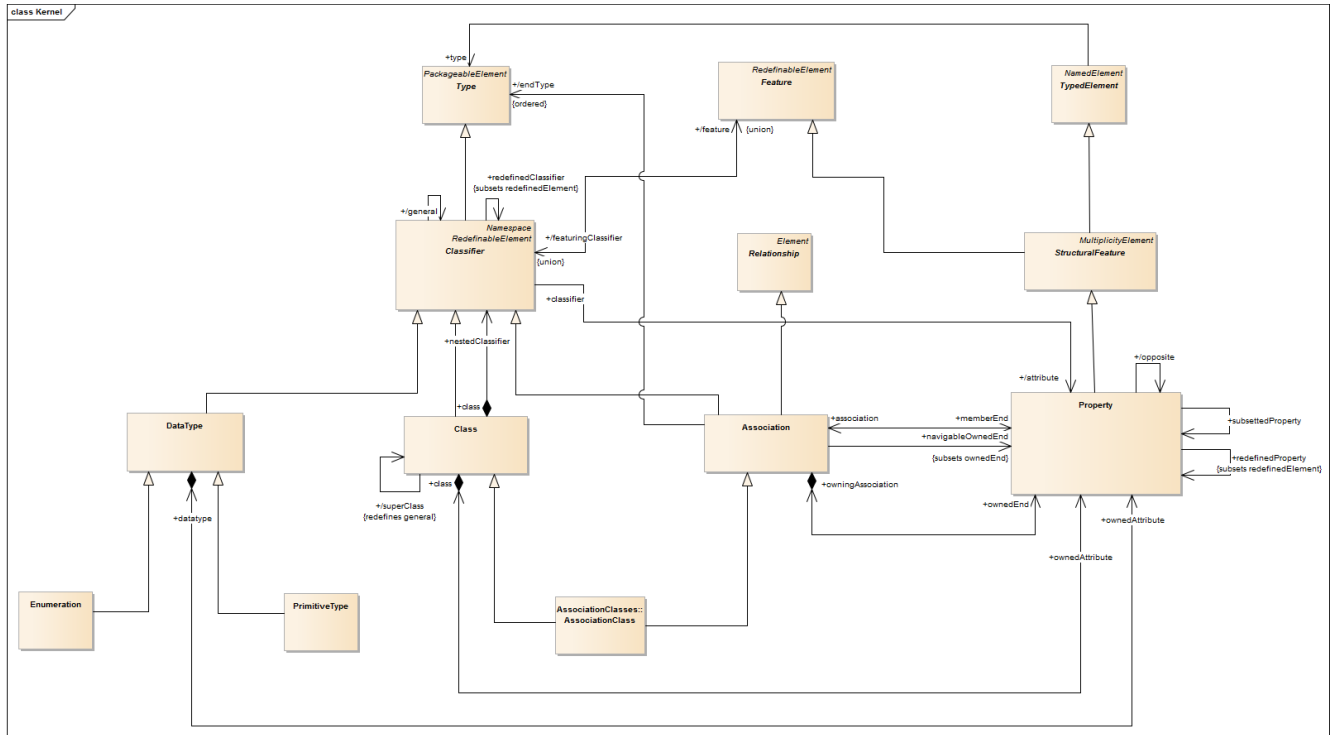 class Kernel
+type
PackageableElement
Type
+/endType
{ordered}
RedefinableElement
Feature
+/feature
{union}
NamedElement
TypedElement
+redefinedClassifier
{subsets redefinedElement}
+/general
Namespace
RedefinableElement
Classifier
+/featuringClassifier
{union}
+classifier
Element
Relationship
MultiplicityElement
StructuralFeature
+nestedClassifier
+/opposite
+/attribute
DataType
+class
Class
Association
+association
+memberEnd
+navigableOwnedEnd
{subsets ownedEnd}
Property
+subsettedProperty
+redefinedProperty
{subsets redefinedElement}
+class
+owningAssociation
+/superClass
{redefines general}
+datatype
+ownedEnd
+ownedAttribute
+ownedAttribute
Enumeration
PrimitiveType
AssociationClasses::
AssociationClass